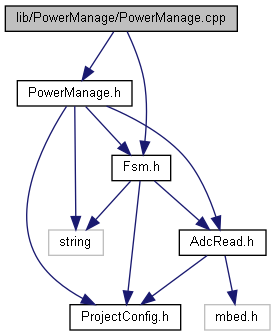 lib/PowerManage/PowerManage.cpp
PowerManage.h
Fsm.h
string
AdcRead.h
ProjectConfig.h
mbed.h